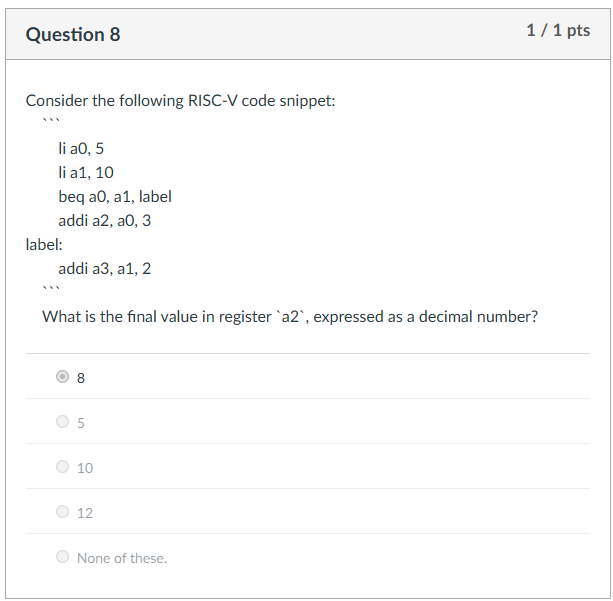 Question 8
1 / 1 pts
Consider the following RISC-V code snippet:
```
li a0, 5
li a1, 10
beq a0, a1, label
addi a2, a0, 3
label:
addi a3, a1, 2
```
What is the final value in register `a2`, expressed as a decimal number?
8
5
10
12
None of these.